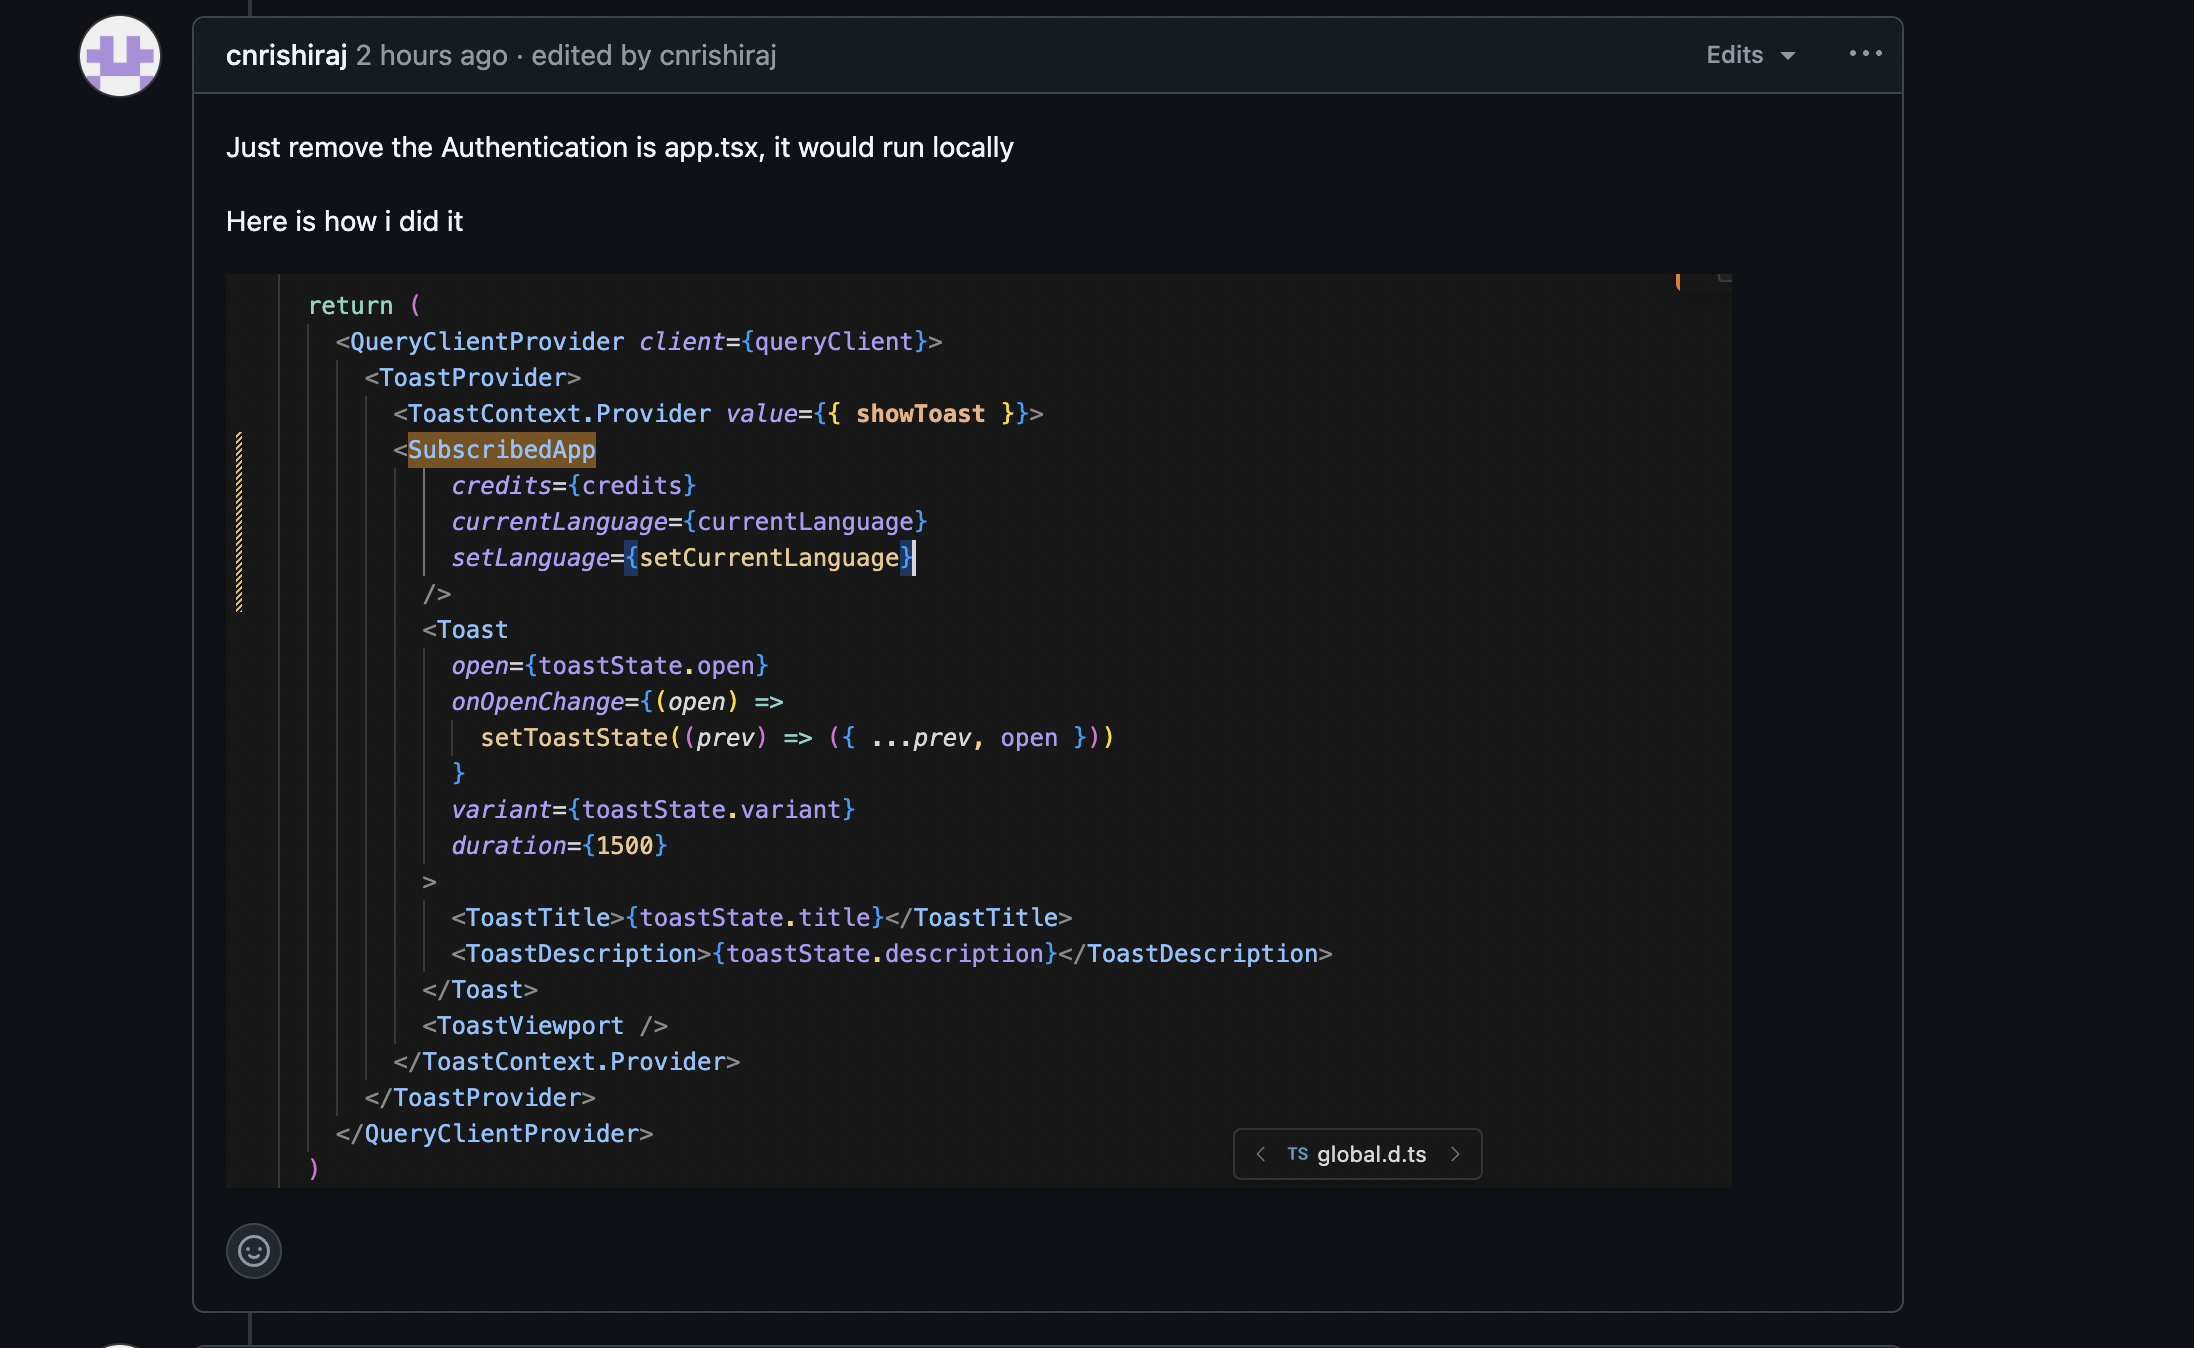 cnrishiraj 2 hours ago · edited by cnrishiraj
Edits
Just remove the Authentication is app.tsx, it would run locally
Here is how i did it
return (
<QueryClientProvider client={queryClient}>
<ToastProvider>
<ToastContext.Provider value={{ showToast }}>
<SubscribedApp
credits={credits}
currentLanguage={currentLanguage}
setLanguage={setCurrentLanguage}
/>
<Toast
open={toastState.open}
onOpenChange={(open) =>
setToastState((prev) => ({ ...prev, open }))
}
variant={toastState.variant}
duration={1500}
>
<ToastTitle>{toastState.title}</ToastTitle>
<ToastDescription>{toastState.description}</ToastDescription>
</Toast>
<ToastViewport />
</ToastContext.Provider>
</ToastProvider>
</QueryClientProvider>
)
TS global.d.ts